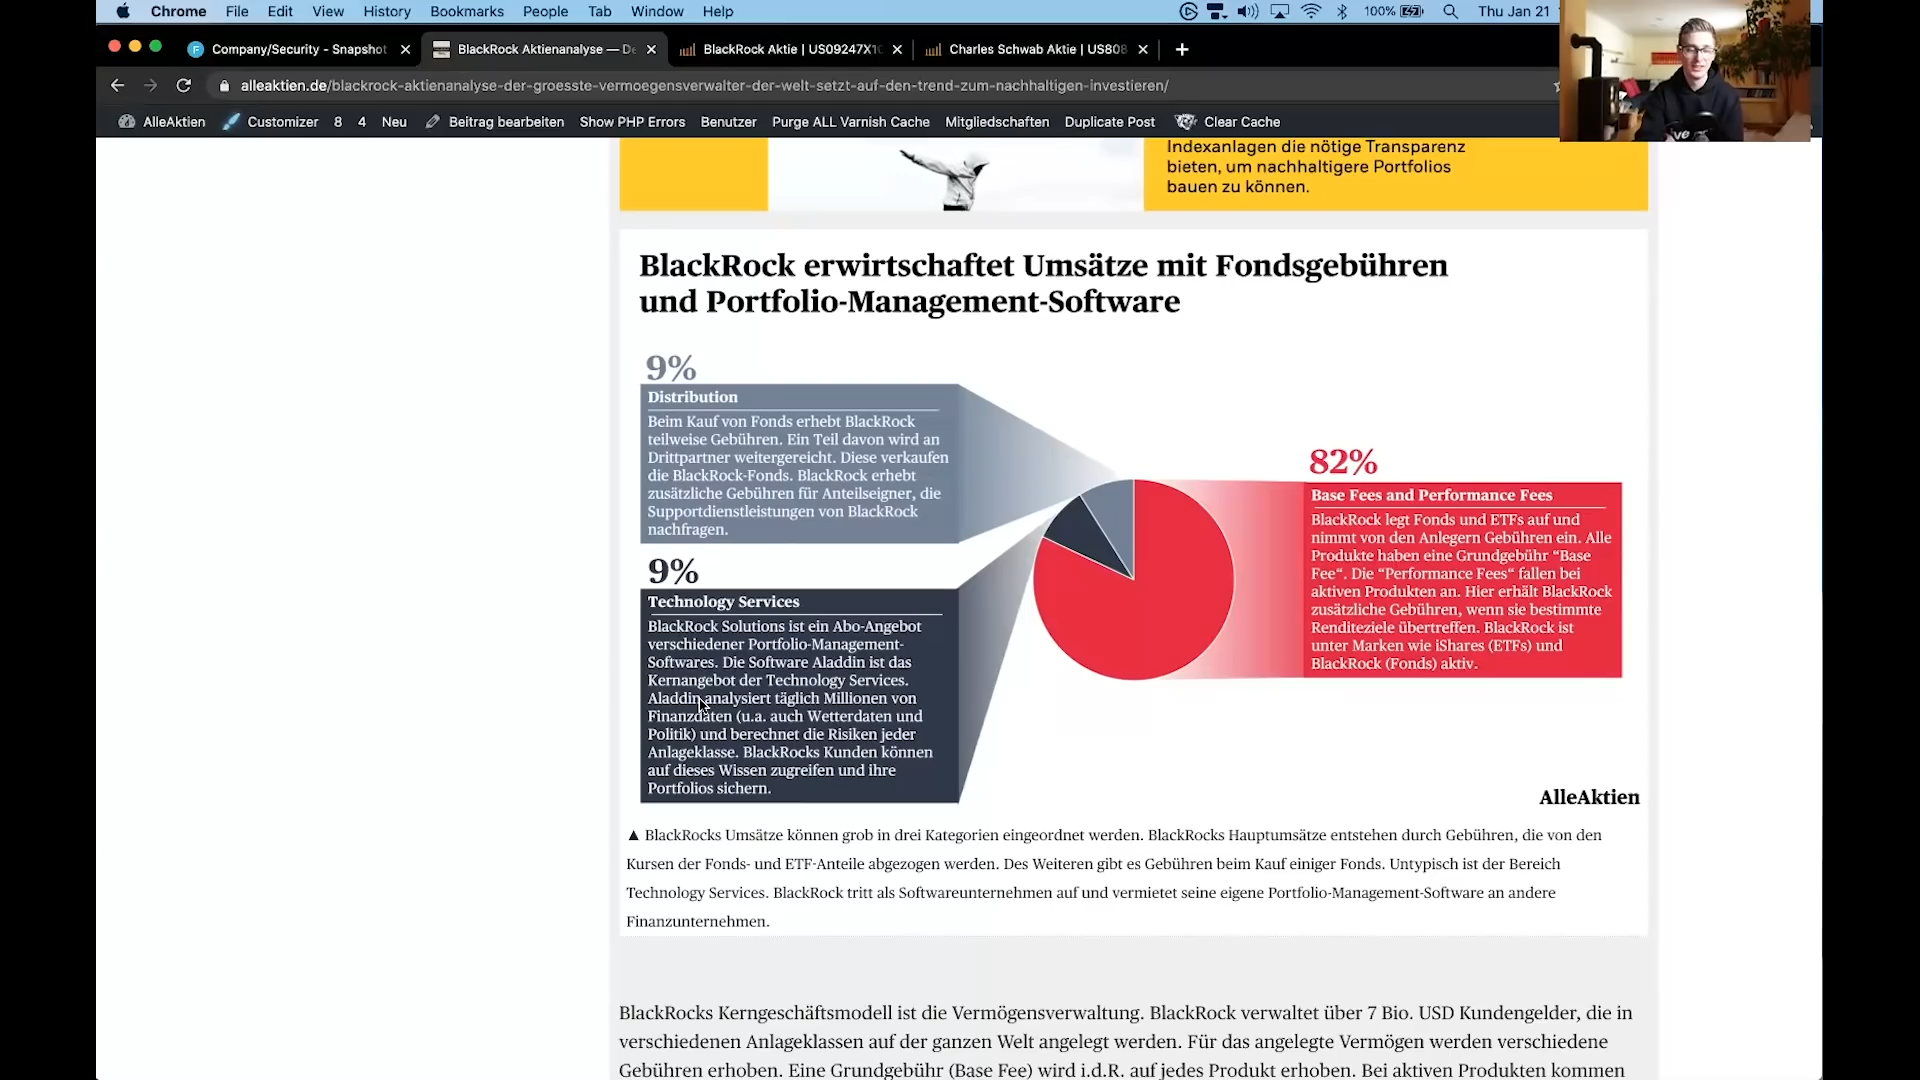 Chrome File Edit View History Bookmarks People Tab Window Help 100% Thu Jan 21
Company/Security - Snapshot
BlackRock Aktienanalyse — De
BlackRock Aktie | US09247X10
Charles Schwab Aktie | US808
alleaktien.de/blackrock-aktienanalyse-der-groesste-vermoegensverwalter-der-welt-setzt-auf-den-trend-zum-nachhaltigen-investieren/
AlleAktien Customizer 8 4 Neu Beitrag bearbeiten Show PHP Errors Benutzer Purge ALL Varnish Cache Mitgliedschaften Duplicate Post Clear Cache
Indexanlagen die nötige Transparenz
bieten, um nachhaltigere Portfolios
bauen zu können.
BlackRock erwirtschaftet Umsätze mit Fondsgebühren
und Portfolio-Management-Software
9%
Distribution
Beim Kauf von Fonds erhebt BlackRock
teilweise Gebühren. Ein Teil davon wird an
Drittpartner weitergereicht. Diese verkaufen
die BlackRock-Fonds. BlackRock erhebt
zusätzliche Gebühren für Anteilseigner, die
Supportdienstleistungen von BlackRock
nachfragen.
9%
Technology Services
BlackRock Solutions ist ein Abo-Angebot
verschiedener Portfolio-Management-
Softwares. Die Software Aladdin ist das
Kernangebot der Technology Services.
Aladdin analysiert täglich Millionen von
Finanzdaten (u.a. auch Wetterdaten und
Politik) und berechnet die Risiken jeder
Anlageklasse. BlackRocks Kunden können
auf dieses Wissen zugreifen und ihre
Portfolios sichern.
82%
Base Fees and Performance Fees
BlackRock legt Fonds und ETFs auf und
nimmt von den Anlegern Gebühren ein. Alle
Produkte haben eine Grundgebühr “Base
Fee“. Die “Performance Fees“ fallen bei
aktiven Produkten an. Hier erhält BlackRock
zusätzliche Gebühren, wenn sie bestimmte
Renditeziele übertreffen. BlackRock ist
unter Marken wie iShares (ETFs) und
BlackRock (Fonds) aktiv.
AlleAktien
▲ BlackRocks Umsätze können grob in drei Kategorien eingeordnet werden. BlackRocks Hauptumsätze entstehen durch Gebühren, die von den
Kursen der Fonds- und ETF-Anteile abgezogen werden. Des Weiteren gibt es Gebühren beim Kauf einiger Fonds. Untypisch ist der Bereich
Technology Services. BlackRock tritt als Softwareunternehmen auf und vermietet seine eigene Portfolio-Management-Software an andere
Finanzunternehmen.
BlackRocks Kerngeschäftsmodell ist die Vermögensverwaltung. BlackRock verwaltet über 7 Bio. USD Kundengelder, die in
verschiedenen Anlageklassen auf der ganzen Welt angelegt werden. Für das angelegte Vermögen werden verschiedene
Gebühren erhoben. Eine Grundgebühr (Base Fee) wird i.d.R. auf jedes Produkt erhoben. Bei aktiven Produkten kommen